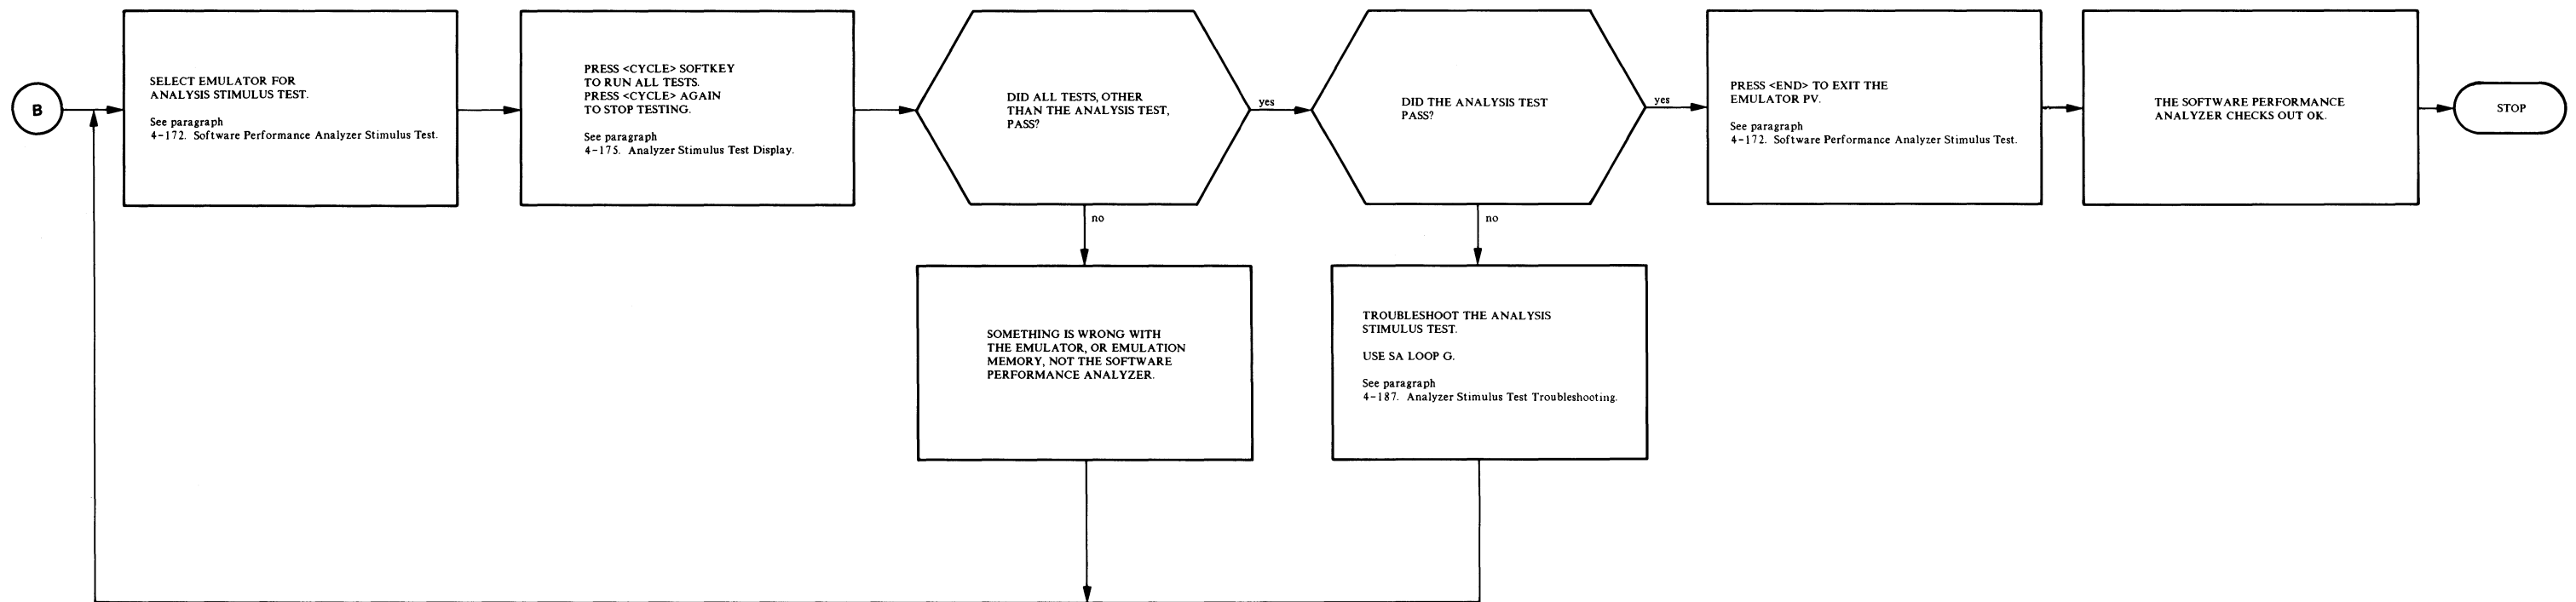 B
SELECT EMULATOR FOR
ANALYSIS STIMULUS TEST.
See paragraph
4-172. Software Performance Analyzer Stimulus Test.
PRESS <CYCLE> SOFTKEY
TO RUN ALL TESTS.
PRESS <CYCLE> AGAIN
TO STOP TESTING.
See paragraph
4-175. Analyzer Stimulus Test Display.
DID ALL TESTS, OTHER
THAN THE ANALYSIS TEST,
PASS?
yes
no
DID THE ANALYSIS TEST
PASS?
yes
no
PRESS <END> TO EXIT THE
EMULATOR PV.
See paragraph
4-172. Software Performance Analyzer Stimulus Test.
THE SOFTWARE PERFORMANCE
ANALYZER CHECKS OUT OK.
STOP
SOMETHING IS WRONG WITH
THE EMULATOR, OR EMULATION
MEMORY, NOT THE SOFTWARE
PERFORMANCE ANALYZER.
TROUBLESHOOT THE ANALYSIS
STIMULUS TEST.
USE SA LOOP G.
See paragraph
4-187. Analyzer Stimulus Test Troubleshooting.